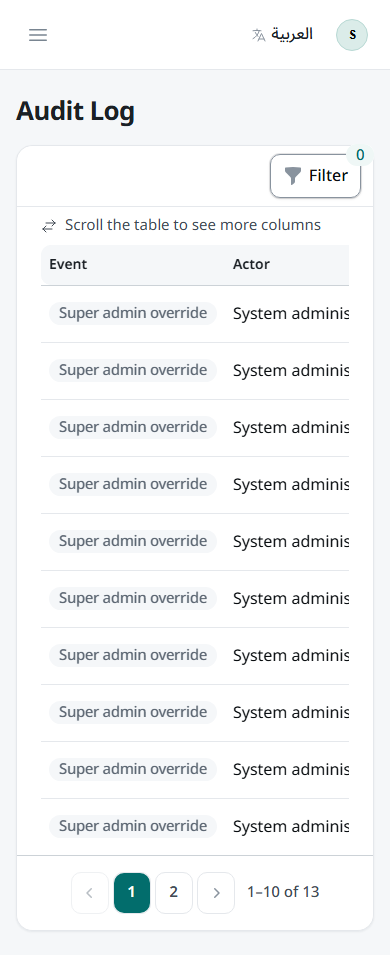 العربية
S
Audit Log
0
Filter
Scroll the table to see more columns
Event Actor
Super admin override System adminis
Super admin override System adminis
Super admin override System adminis
Super admin override System adminis
Super admin override System adminis
Super admin override System adminis
Super admin override System adminis
Super admin override System adminis
Super admin override System adminis
Super admin override System adminis
1 2 1–10 of 13